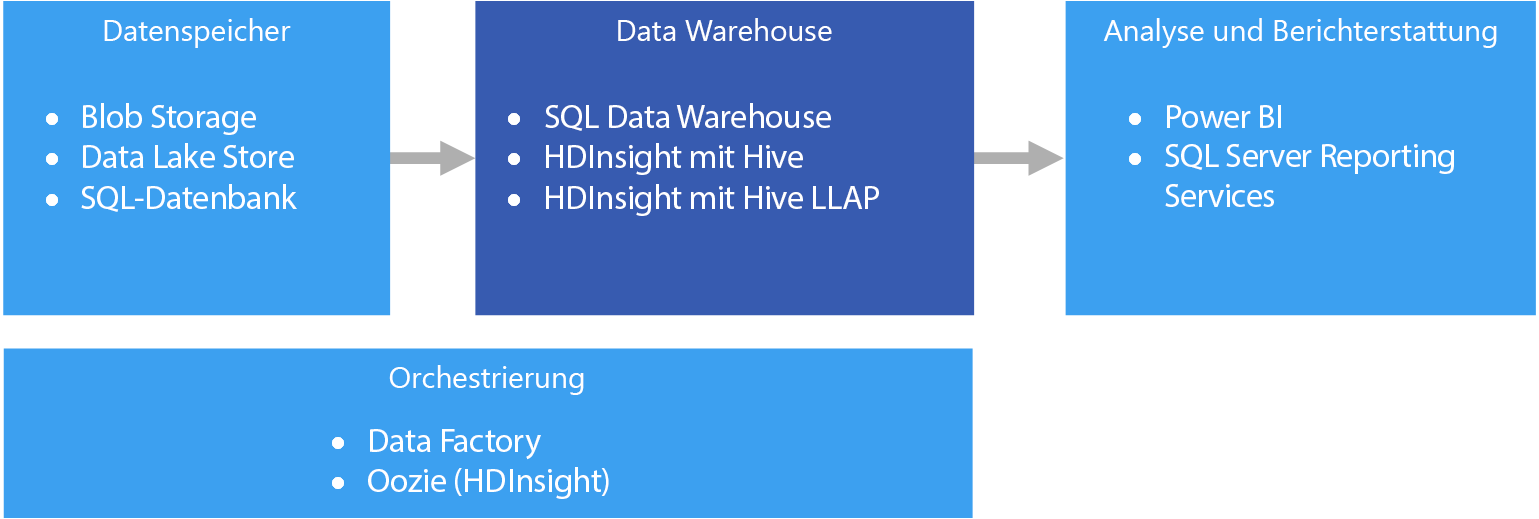 Datenspeicher
• Blob Storage
• Data Lake Store
• SQL-Datenbank
Data Warehouse
• SQL Data Warehouse
• HDInsight mit Hive
• HDInsight mit Hive LLAP
Analyse und Berichterstattung
• Power BI
• SQL Server Reporting
Services
Orchestrierung
• Data Factory
• Oozie (HDInsight)